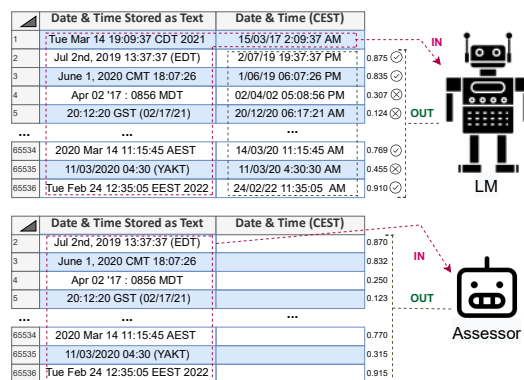 Date & Time Stored as Text Date & Time (CEST)
1 Tue Mar 14 19:09:37 CDT 2021 15/03/17 2:09:37 AM IN
2 Jul 2nd, 2019 13:37:37 (EDT) 2/07/19 19:37:37 PM 0.875
3 June 1, 2020 CMT 18:07:26 1/06/19 06:07:26 PM 0.835
4 Apr 02 '17 : 0856 MDT 02/04/02 05:08:56 PM 0.307
5 20:12:20 GST (02/17/21) 20/12/20 06:17:21 AM 0.124 OUT
... ... ...
65534 2020 Mar 14 11:15:45 AEST 14/03/20 11:15:45 AM 0.769
65535 11/03/2020 04:30 (YAKT) 11/03/20 4:30:30 AM 0.455
65536 Tue Feb 24 12:35:05 EEST 2022 24/02/22 11:35:05 AM 0.910
LM
Date & Time Stored as Text Date & Time (CEST)
2 Jul 2nd, 2019 13:37:37 (EDT) 0.870
3 June 1, 2020 CMT 18:07:26 0.832 IN
4 Apr 02 '17 : 0856 MDT 0.250
5 20:12:20 GST (02/17/21) 0.123 OUT
... ... ...
65534 2020 Mar 14 11:15:45 AEST 0.770 Assessor
65535 11/03/2020 04:30 (YAKT) 0.315
65536 Tue Feb 24 12:35:05 EEST 2022 0.915